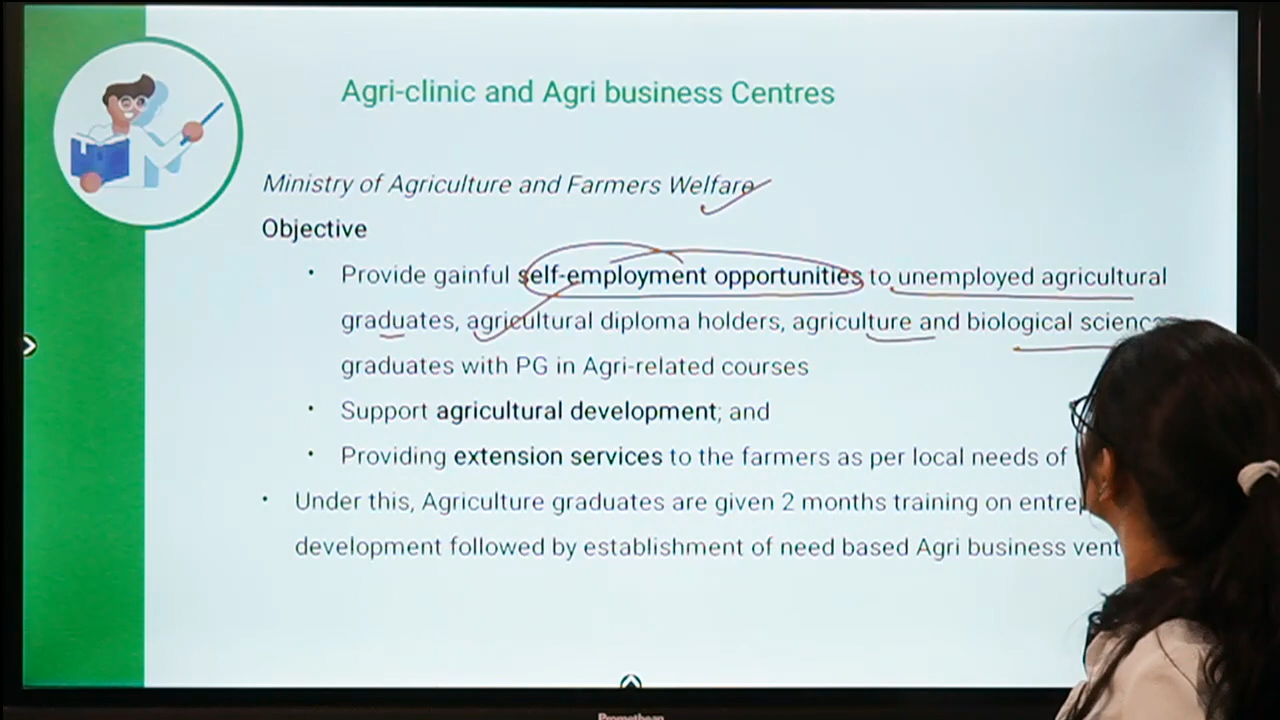 Agri-clinic and Agri business Centres
Ministry of Agriculture and Farmers Welfare
Objective
• Provide gainful self-employment opportunities to unemployed agricultural
graduates, agricultural diploma holders, agriculture and biological science
graduates with PG in Agri-related courses
• Support agricultural development; and
• Providing extension services to the farmers as per local needs of
• Under this, Agriculture graduates are given 2 months training on
development followed by establishment of need based Agri business
Promethean